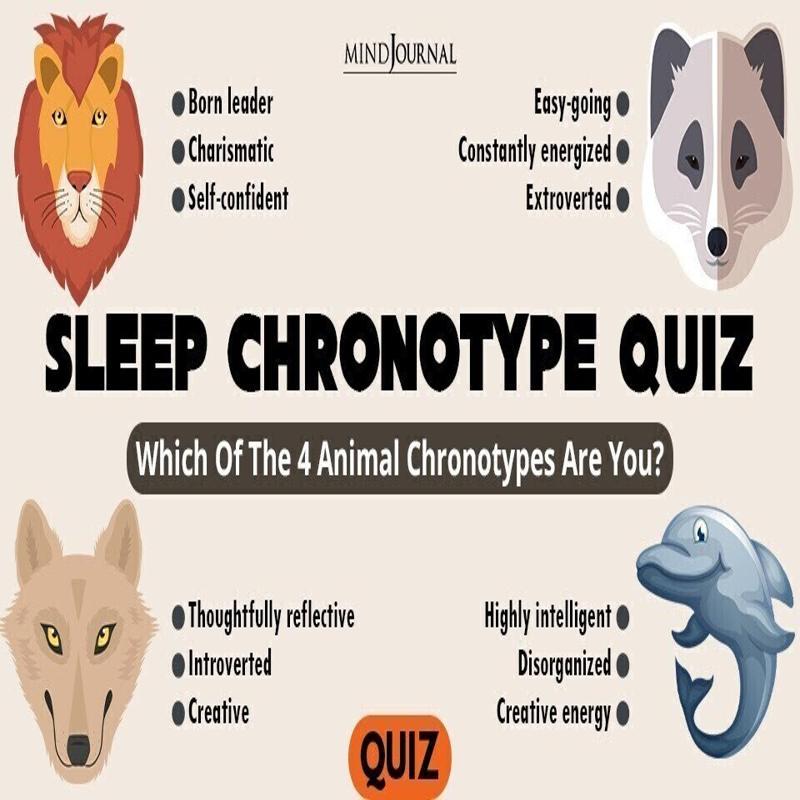 MINDJOURNAL
Born leader
Charismatic
Self-confident
Easy-going
Constantly energized
Extroverted
SLEEP CHRONOTYPE QUIZ
Which Of The 4 Animal Chronotypes Are You?
Thoughtfully reflective
Introverted
Creative
Highly intelligent
Disorganized
Creative energy
QUIZ